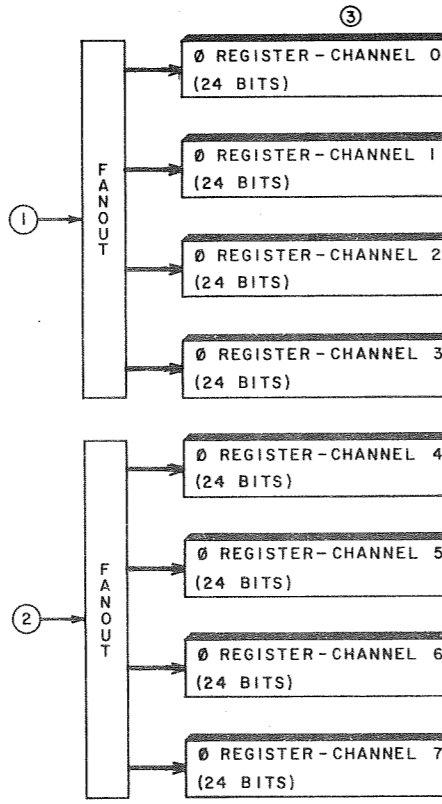 ③
Ø REGISTER-CHANNEL 0
(24 BITS)
Ø REGISTER-CHANNEL 1
(24 BITS)
① FANOUT
Ø REGISTER-CHANNEL 2
(24 BITS)
Ø REGISTER-CHANNEL 3
(24 BITS)
Ø REGISTER-CHANNEL 4
(24 BITS)
Ø REGISTER-CHANNEL 5
(24 BITS)
② FANOUT
Ø REGISTER-CHANNEL 6
(24 BITS)
Ø REGISTER-CHANNEL 7
(24 BITS)